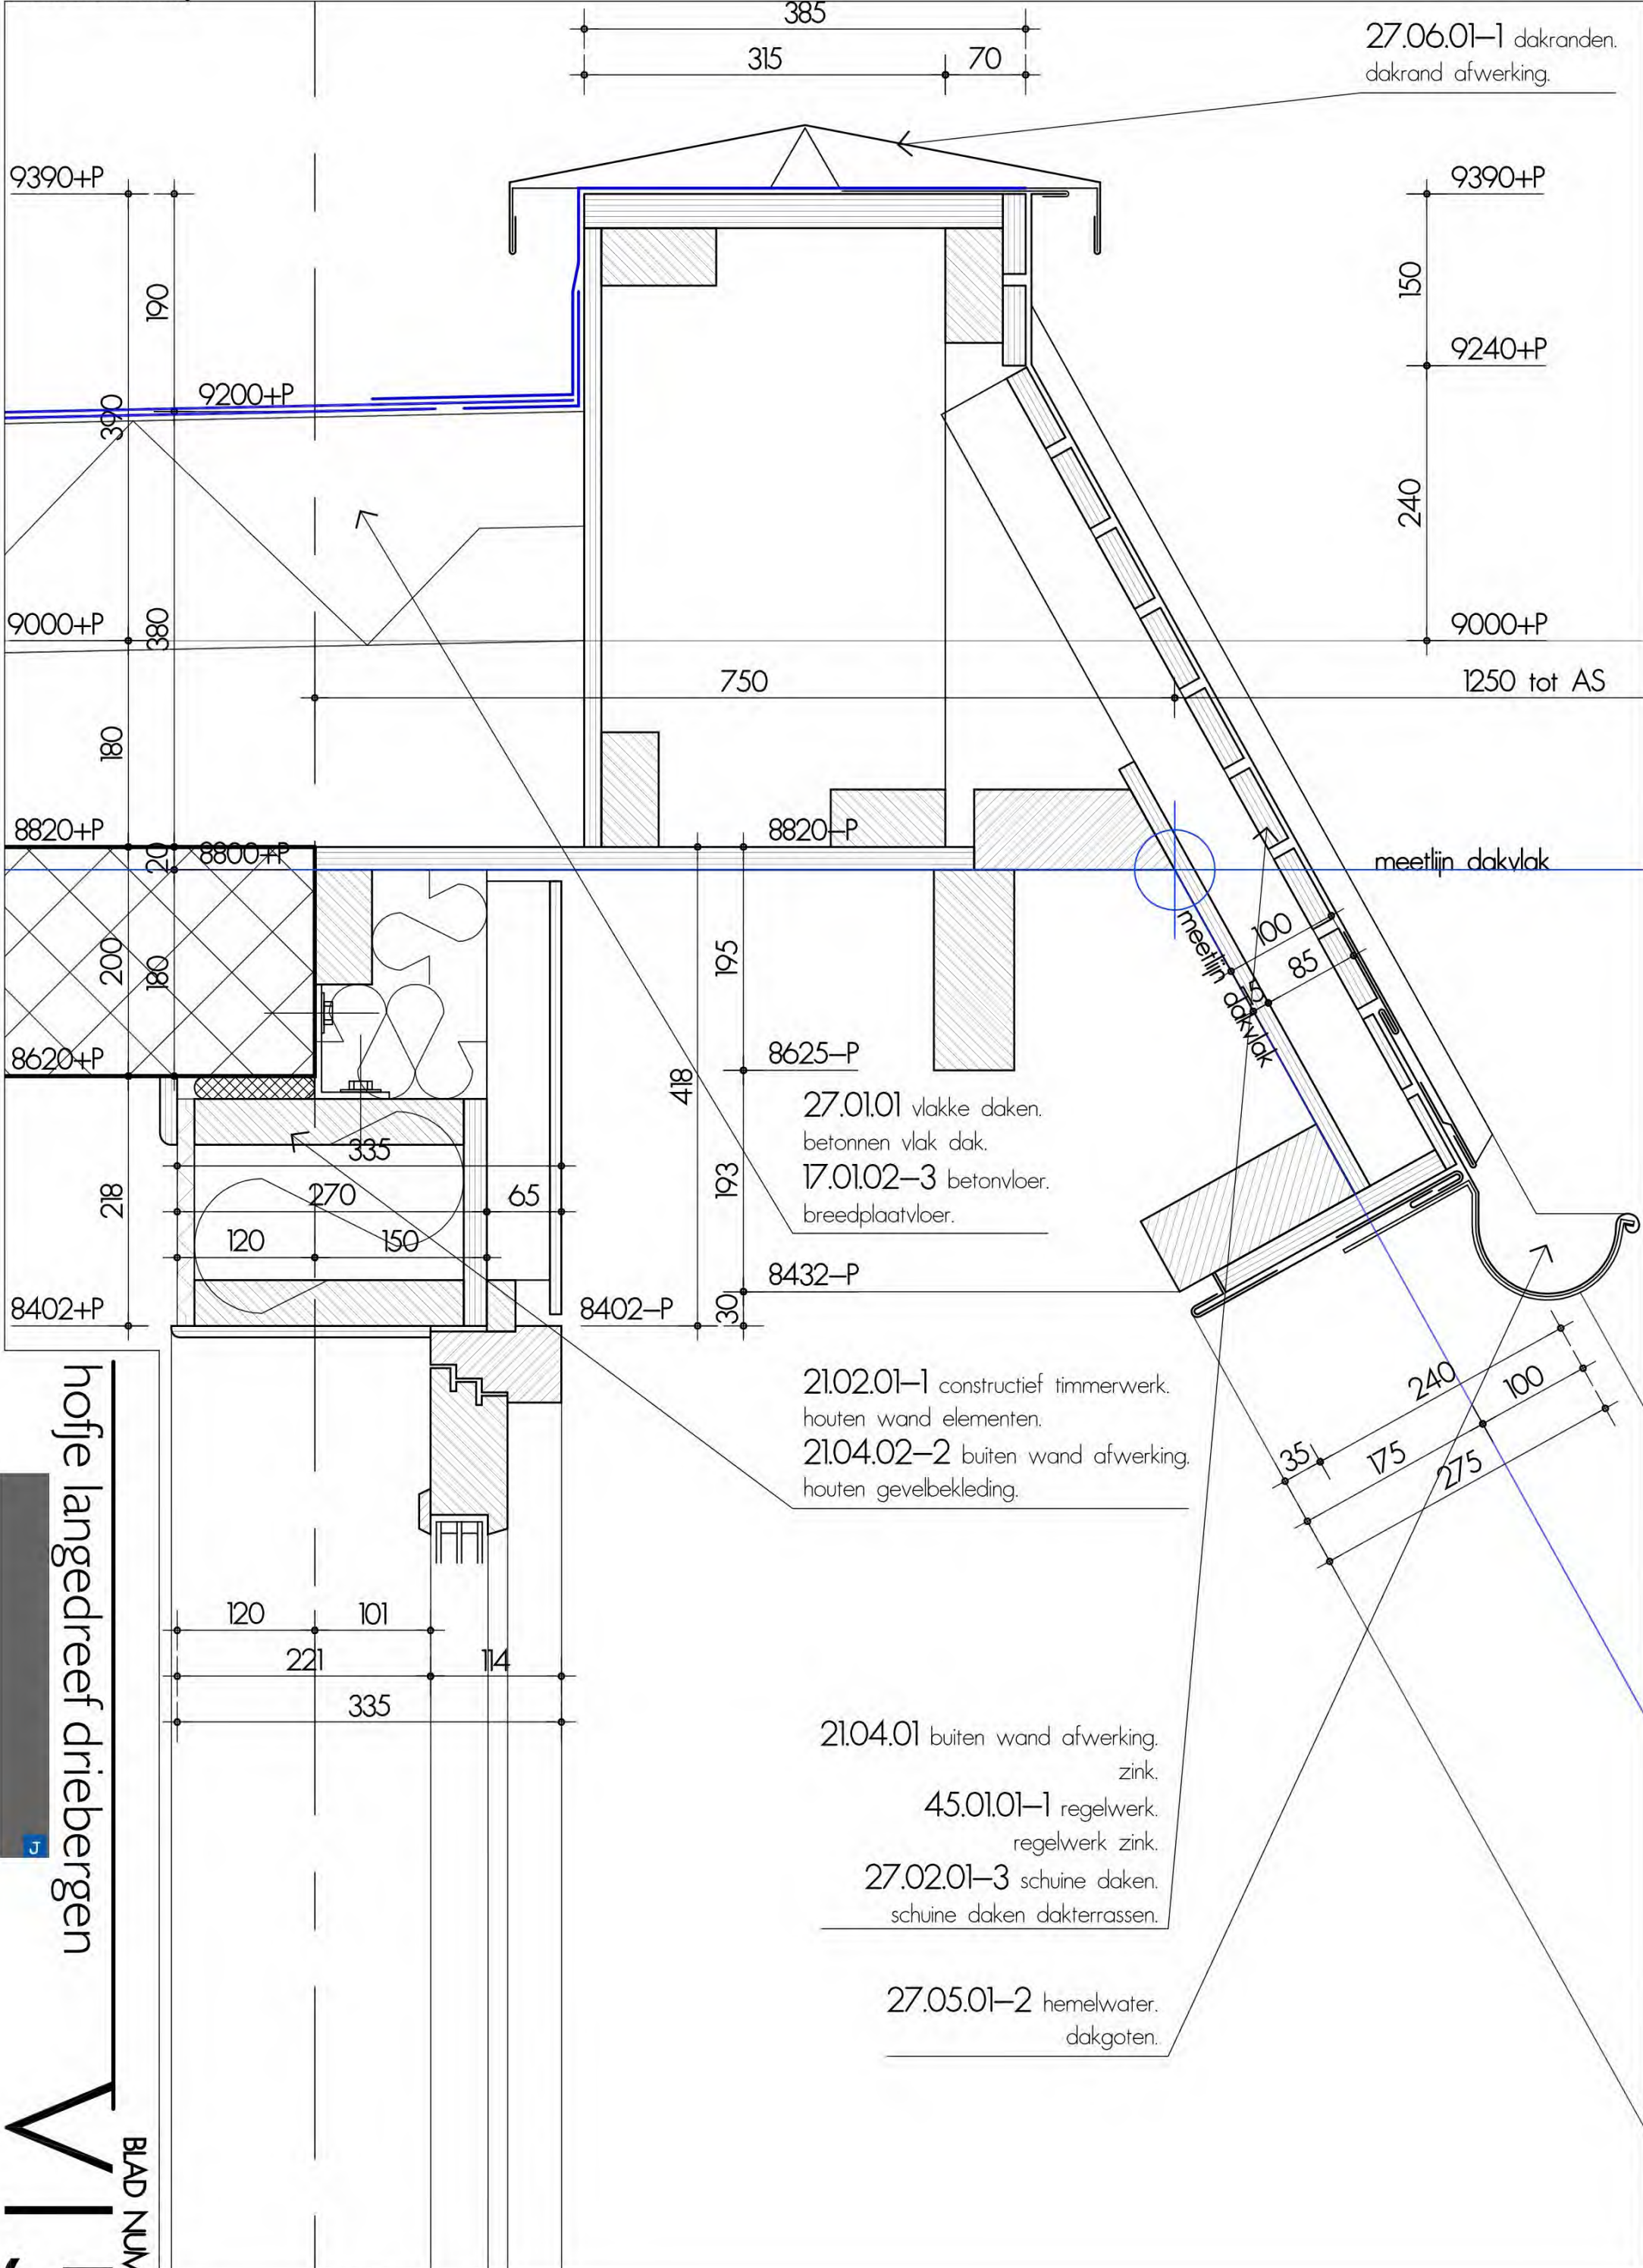 385
315
70
27.06.01-1 dakranden.
dakrand afwerking.
9390+P
9390+P
190
150
9240+P
9200+P
390
240
9000+P
380
9000+P
750
1250 tot AS
180
8820+P
20
8800+P
8820-P
meetlijn dakvlak
100
85
15
meetlijn dakvlak
200
180
195
8620+P
8625-P
418
27.01.01 vlakke daken.
betonnen vlak dak.
17.01.02-3 betonvloer.
breedplaatvloer.
335
270
65
218
193
120
150
8432-P
30
8402+P
8402-P
240
100
35
175
275
21.02.01-1 constructief timmerwerk.
houten wand elementen.
21.04.02-2 buiten wand afwerking.
houten gevelbekleding.
hofje langedreef driebergen
J
120
101
221
114
335
21.04.01 buiten wand afwerking.
zink.
45.01.01-1 regelwerk.
regelwerk zink.
27.02.01-3 schuine daken.
schuine daken dakterrassen.
27.05.01-2 hemelwater.
dakgoten.
BLAD NUM